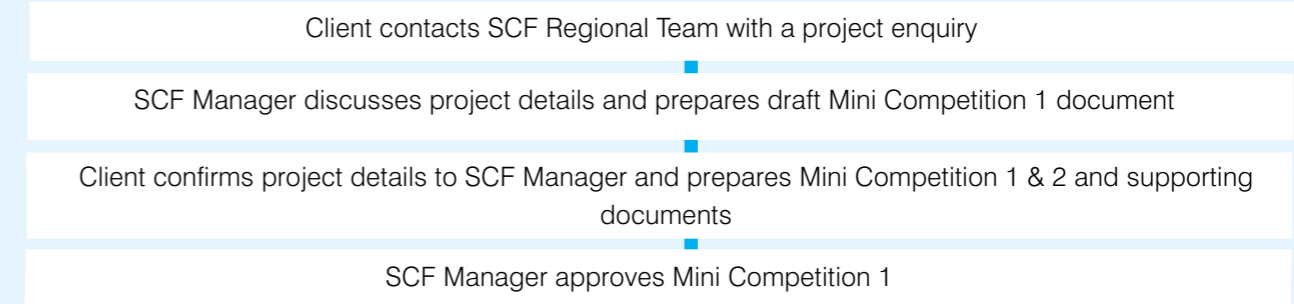 Client contacts SCF Regional Team with a project enquiry
SCF Manager discusses project details and prepares draft Mini Competition 1 document
Client confirms project details to SCF Manager and prepares Mini Competition 1 & 2 and supporting
documents
SCF Manager approves Mini Competition 1